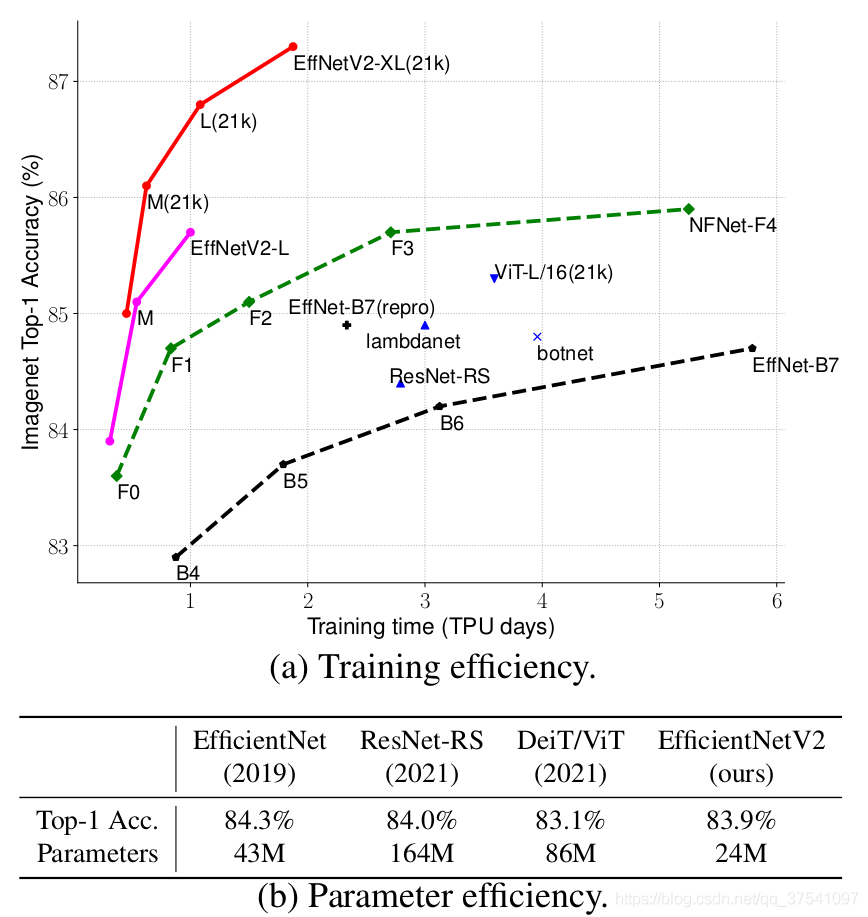 Imagenet Top-1 Accuracy (%)
87
86
85
84
83
EffNetV2-XL(21k)
L(21k)
M(21k)
EffNetV2-L
M
NFNet-F4
F3
F2
F1
F0
ViT-L/16(21k)
EffNet-B7(repro)
lambdanet
botnet
ResNet-RS
EffNet-B7
B6
B5
B4
1 2 3 4 5 6
Training time (TPU days)
(a) Training efficiency.
EfficientNet ResNet-RS DeiT/ViT EfficientNetV2
(2019) (2021) (2021) (ours)
Top-1 Acc. 84.3% 84.0% 83.1% 83.9%
Parameters 43M 164M 86M 24M
(b) Parameter efficiency.
https://blog.csdn.net/qq_37541097